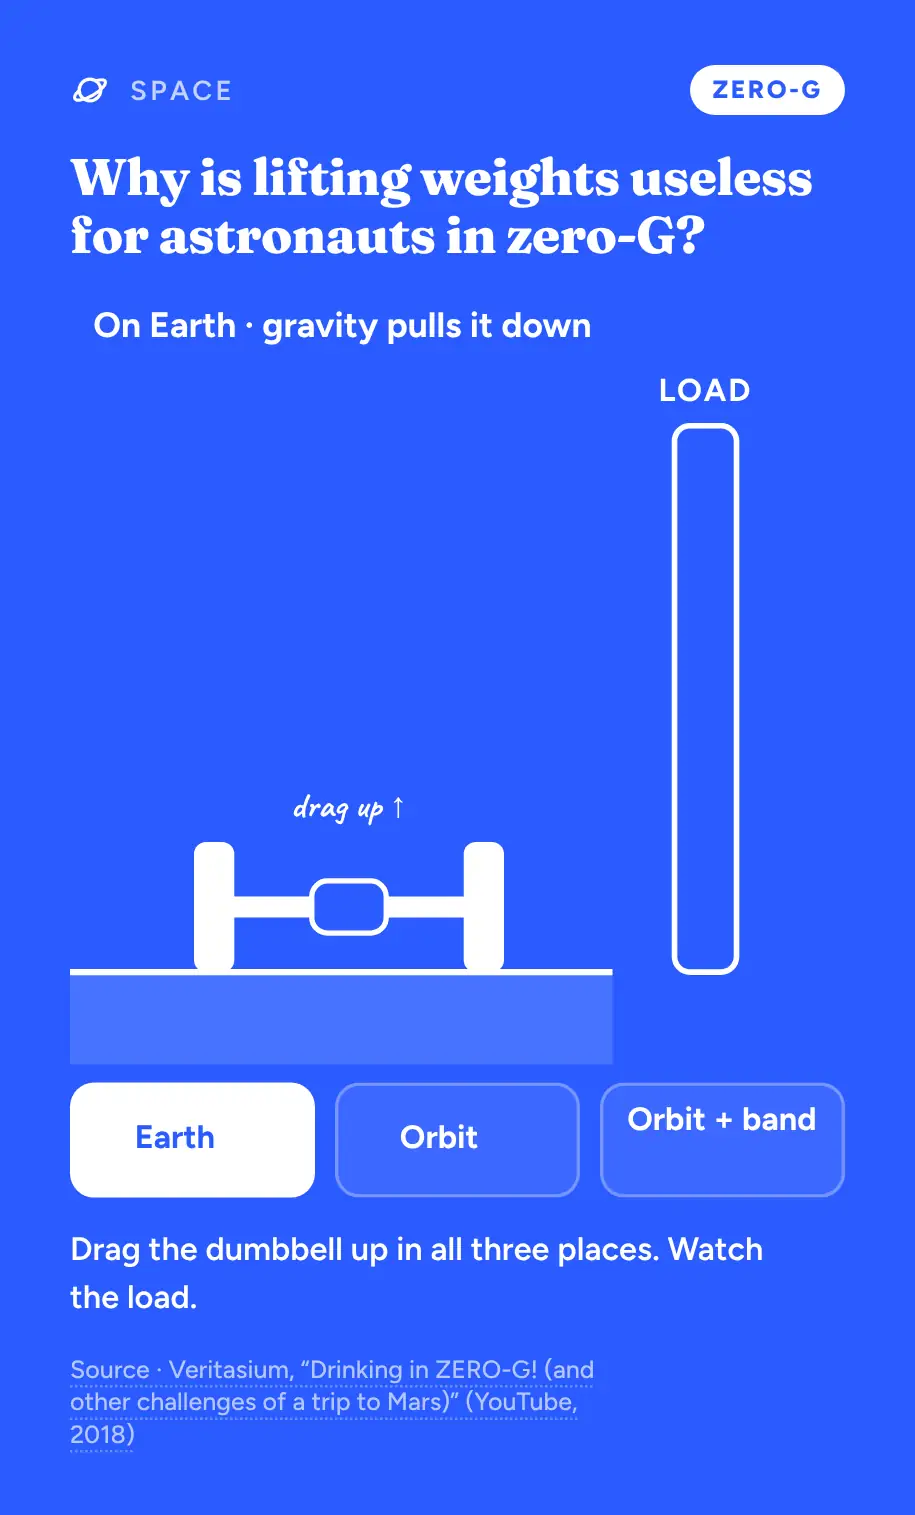 SPACE
ZERO-G
Why is lifting weights useless
for astronauts in zero-G?
On Earth · gravity pulls it down
LOAD
drag up ↑
Earth
Orbit
Orbit + band
Drag the dumbbell up in all three places. Watch
the load.
Source · Veritasium, “Drinking in ZERO-G! (and
other challenges of a trip to Mars)” (YouTube,
2018)